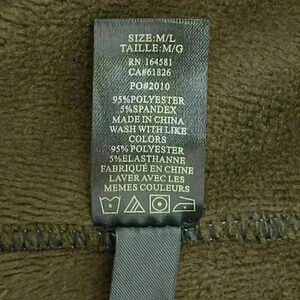 SIZE:M/L
TAILLE:M/G
RN 164581
CA#61826
PO#2010
95%POLYESTER
5%SPANDEX
MADE IN CHINA
WASH WITH LIKE
COLORS
95% POLYESTER
5%ELASTHANNE
FABRIQUÉ EN CHINE
LAVER AVEC LES
MEMES COULEURS